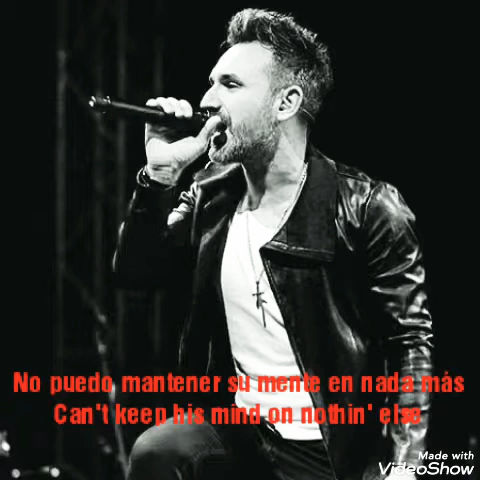 No puedo mantener su mente en nada más
Can't keep his mind on nothin' else
Made with
VideoShow